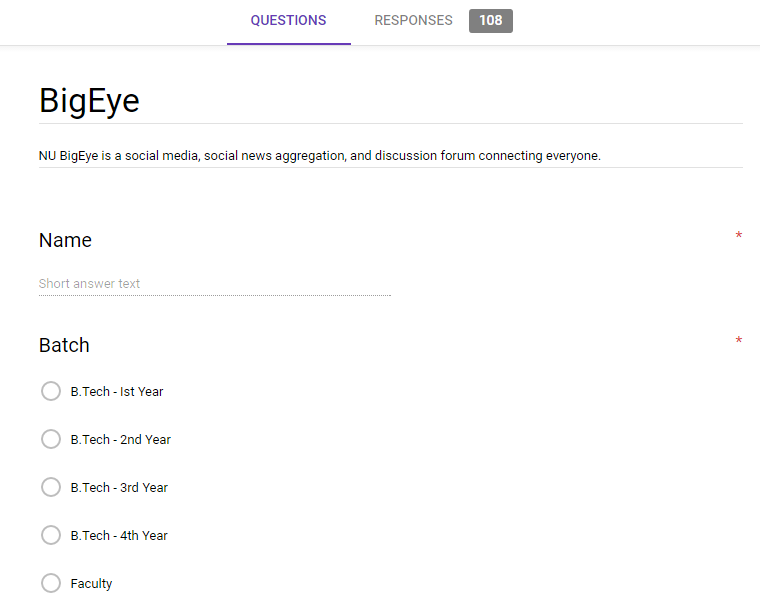 QUESTIONS RESPONSES 108
BigEye
NU BigEye is a social media, social news aggregation, and discussion forum connecting everyone.
Name *
Short answer text
Batch *
B.Tech - Ist Year
B.Tech - 2nd Year
B.Tech - 3rd Year
B.Tech - 4th Year
Faculty